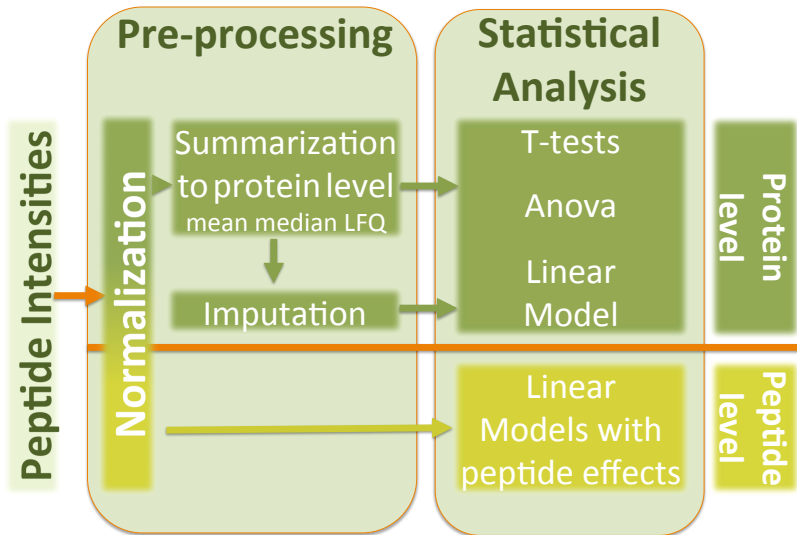 Pre-processing
Statistical
Analysis
Peptide Intensities
Normalization
Summarization
to protein level
mean median LFQ
Imputation
T-tests
Anova
Linear
Model
Protein
level
Linear
Models with
peptide effects
Peptide
level